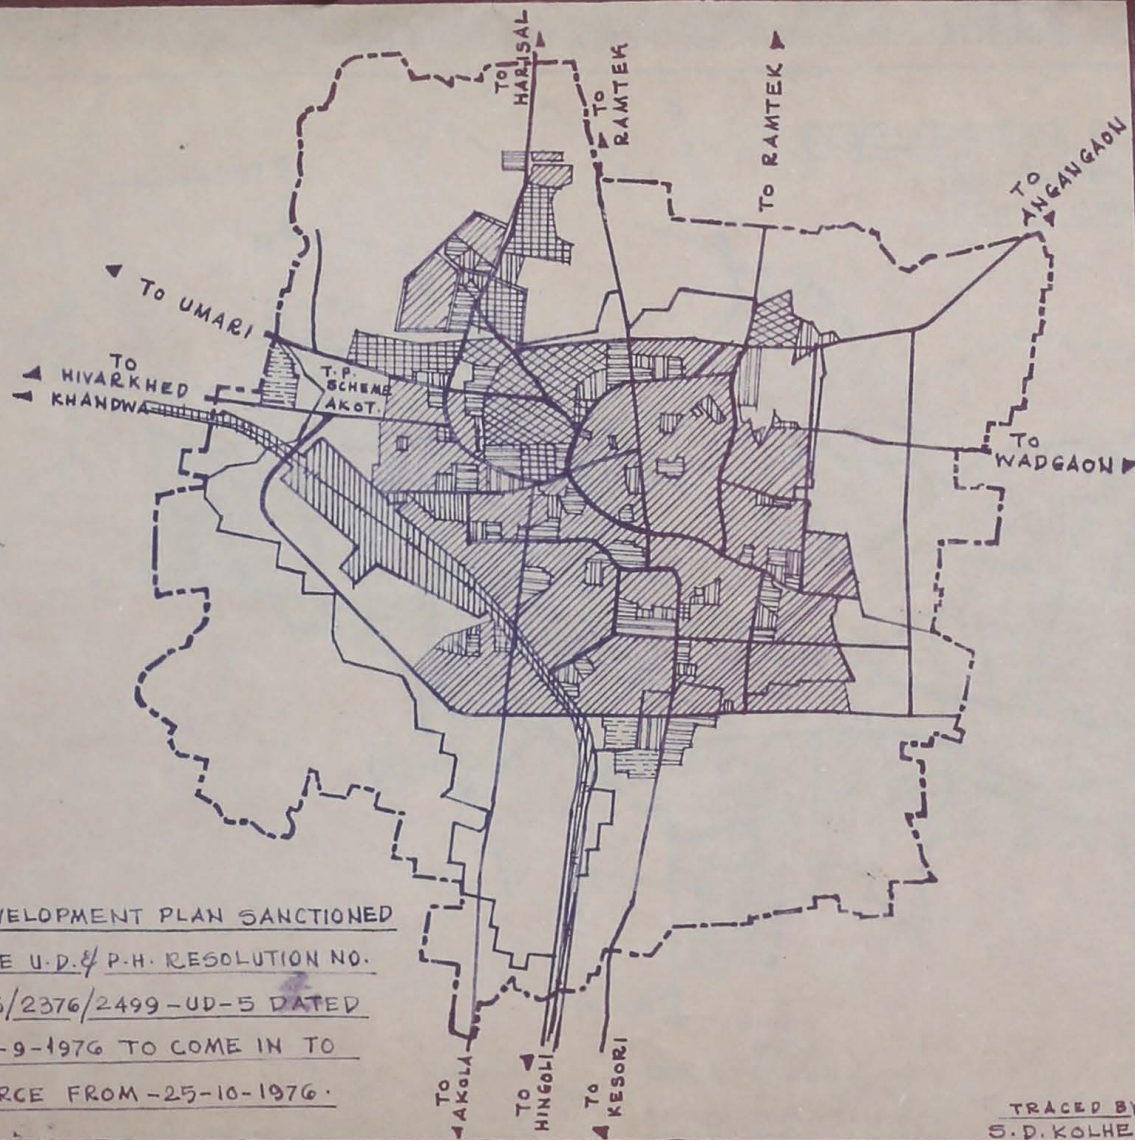 TO
HARISAL
TO
RAMTEK
TO RAMTEK
TO
ANGANGAON
TO UMARI
TO
HIVARKHED
KHANDWA
T.P.
SCHEME
AKOT.
TO
WADGAON
VELOPMENT PLAN SANCTIONED
E U.D.& P.H. RESOLUTION NO.
6/2376/2499-UD-5 DATED
-9-1976 TO COME IN TO
RCE FROM-25-10-1976.
TO
AKOLA
TO
HINGOLI
TO
KESORI
TRACED BY
S.D. KOLHE